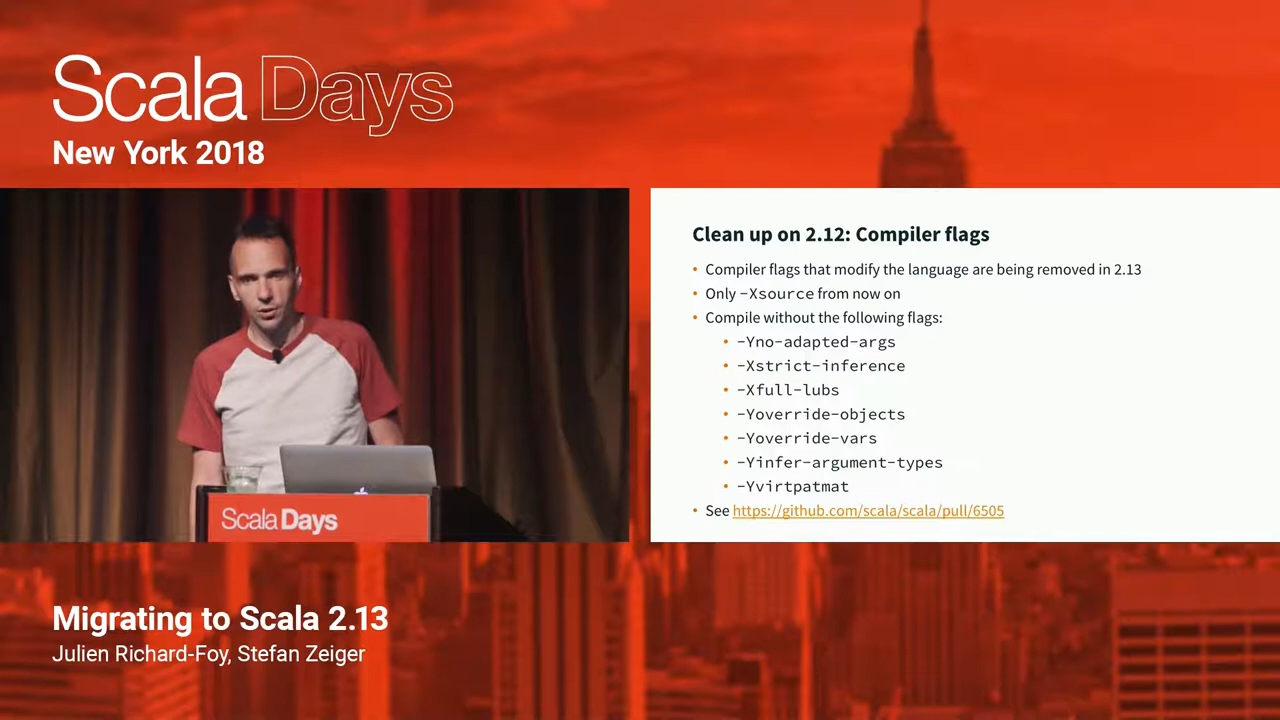 Scala Days
New York 2018
Clean up on 2.12: Compiler flags
• Compiler flags that modify the language are being removed in 2.13
• Only -Xsource from now on
• Compile without the following flags:
• -Yno-adapted-args
• -Xstrict-inference
• -Xfull-lubs
• -Yoverride-objects
• -Yoverride-vars
• -Yinfer-argument-types
• -Yvirtpatmat
• See https://github.com/scala/scala/pull/6505
Scala Days
Migrating to Scala 2.13
Julien Richard-Foy, Stefan Zeiger